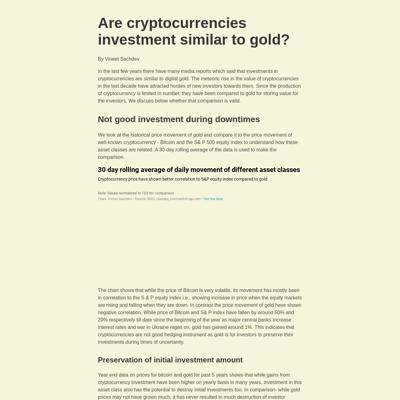 Are cryptocurrencies
investment similar to gold?
By Vineet Sachdev
In the last few years there have many media reports which said that investments in
cryptocurrencies are similar to digital gold. The meteoric rise in the value of cryptocurrencies
in the last decade have attracted hordes of new investors towards them. Since the production
of cryptocurrency is limited in number, they have been compared to gold for storing value for
the investors. We discuss below whether that comparison is valid.
Not good investment during downtimes
We look at the historical price movement of gold and compare it to the price movement of
well-known cryptocurrency - Bitcoin and the S& P 500 equity index to understand how these
asset classes are related. A 30-day rolling average of the data is used to make the
comparison.
30 day rolling average of daily movement of different asset classes
Cryptocurrency price have shown better correlation to S&P equity index compared to gold
Note: Values normalized to 100 for comparison
Chart: Vineet Sachdev • Source: WGC, Nasdaq, coinmarketcap.com • Get the data
The chart shows that while the price of Bitcoin is very volatile, its movement has mostly been
in correlation to the S & P equity index i.e., showing increase in price when the equity markets
are rising and falling when they are down. In contrast the price movement of gold have shown
negative correlation. While price of Bitcoin and S&P index have fallen by around 50% and
20% respectively till date since the beginning of the year as major central banks increase
interest rates and war in Ukraine rages on, gold has gained around 1%. This indicates that
cryptocurrencies are not good hedging instrument as gold is for investors to preserve their
investments during times of uncertainty.
Preservation of initial investment amount
Year end data on prices for bitcoin and gold for past 5 years shows that while gains from
cryptocurrency investment have been higher on yearly basis in many years, investment in this
asset class also has the potential to destroy initial investments too. In comparison- while gold
prices may not have grown much, it has never resulted in much destruction of investor